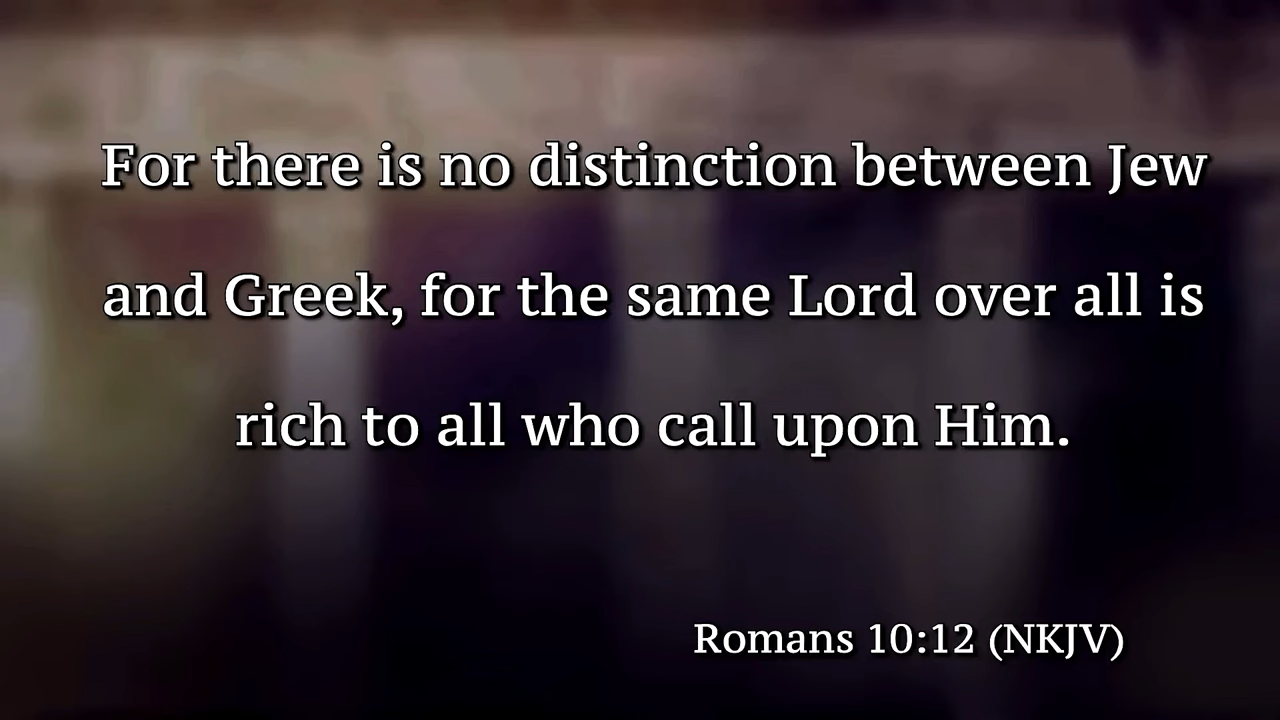 For there is no distinction between Jew
and Greek, for the same Lord over all is
rich to all who call upon Him.
Romans 10:12 (NKJV)